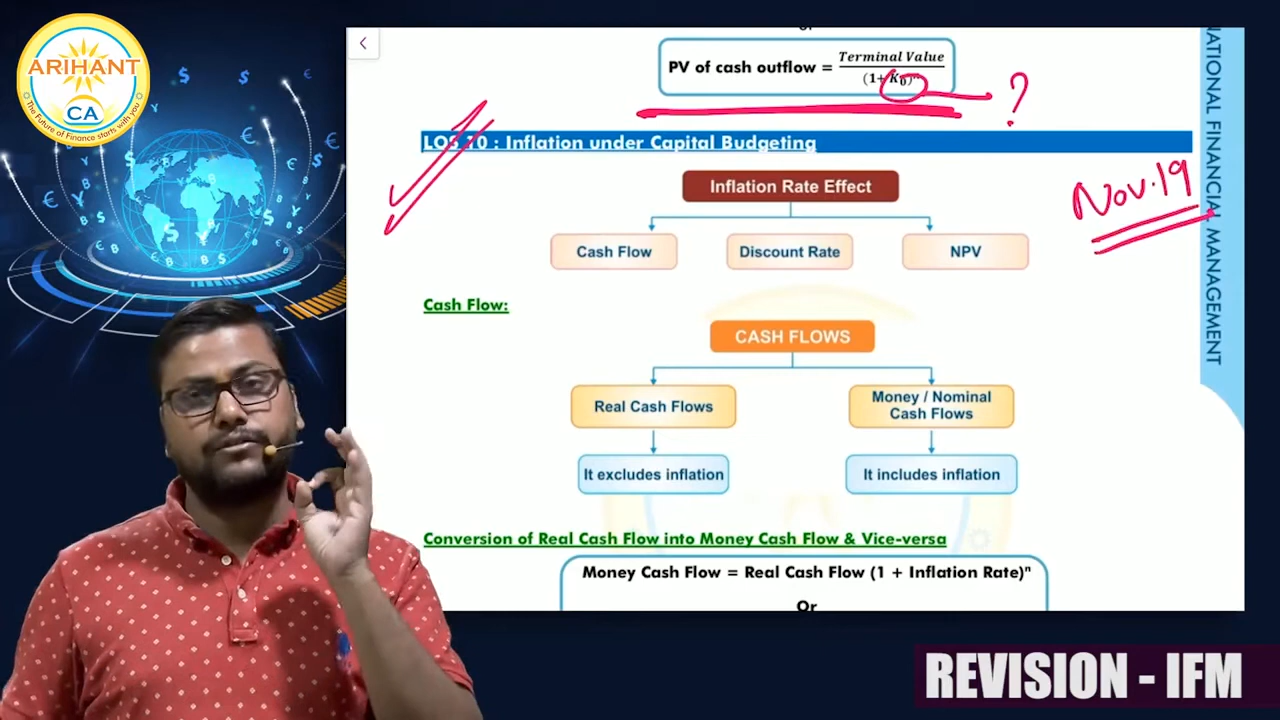 ARIHANT
CA
The Future of Finance starts with you
PV of cash outflow = Terminal Value
?
LOS 10 : Inflation under Capital Budgeting
Nov.19
Inflation Rate Effect
Cash Flow
Discount Rate
NPV
Cash Flow:
CASH FLOWS
Real Cash Flows
Money / Nominal
Cash Flows
It excludes inflation
It includes inflation
Conversion of Real Cash Flow into Money Cash Flow & Vice-versa
Money Cash Flow = Real Cash Flow (1 + Inflation Rate)ⁿ
Or
FINANCIAL MANAGEMENT
REVISION - IFM